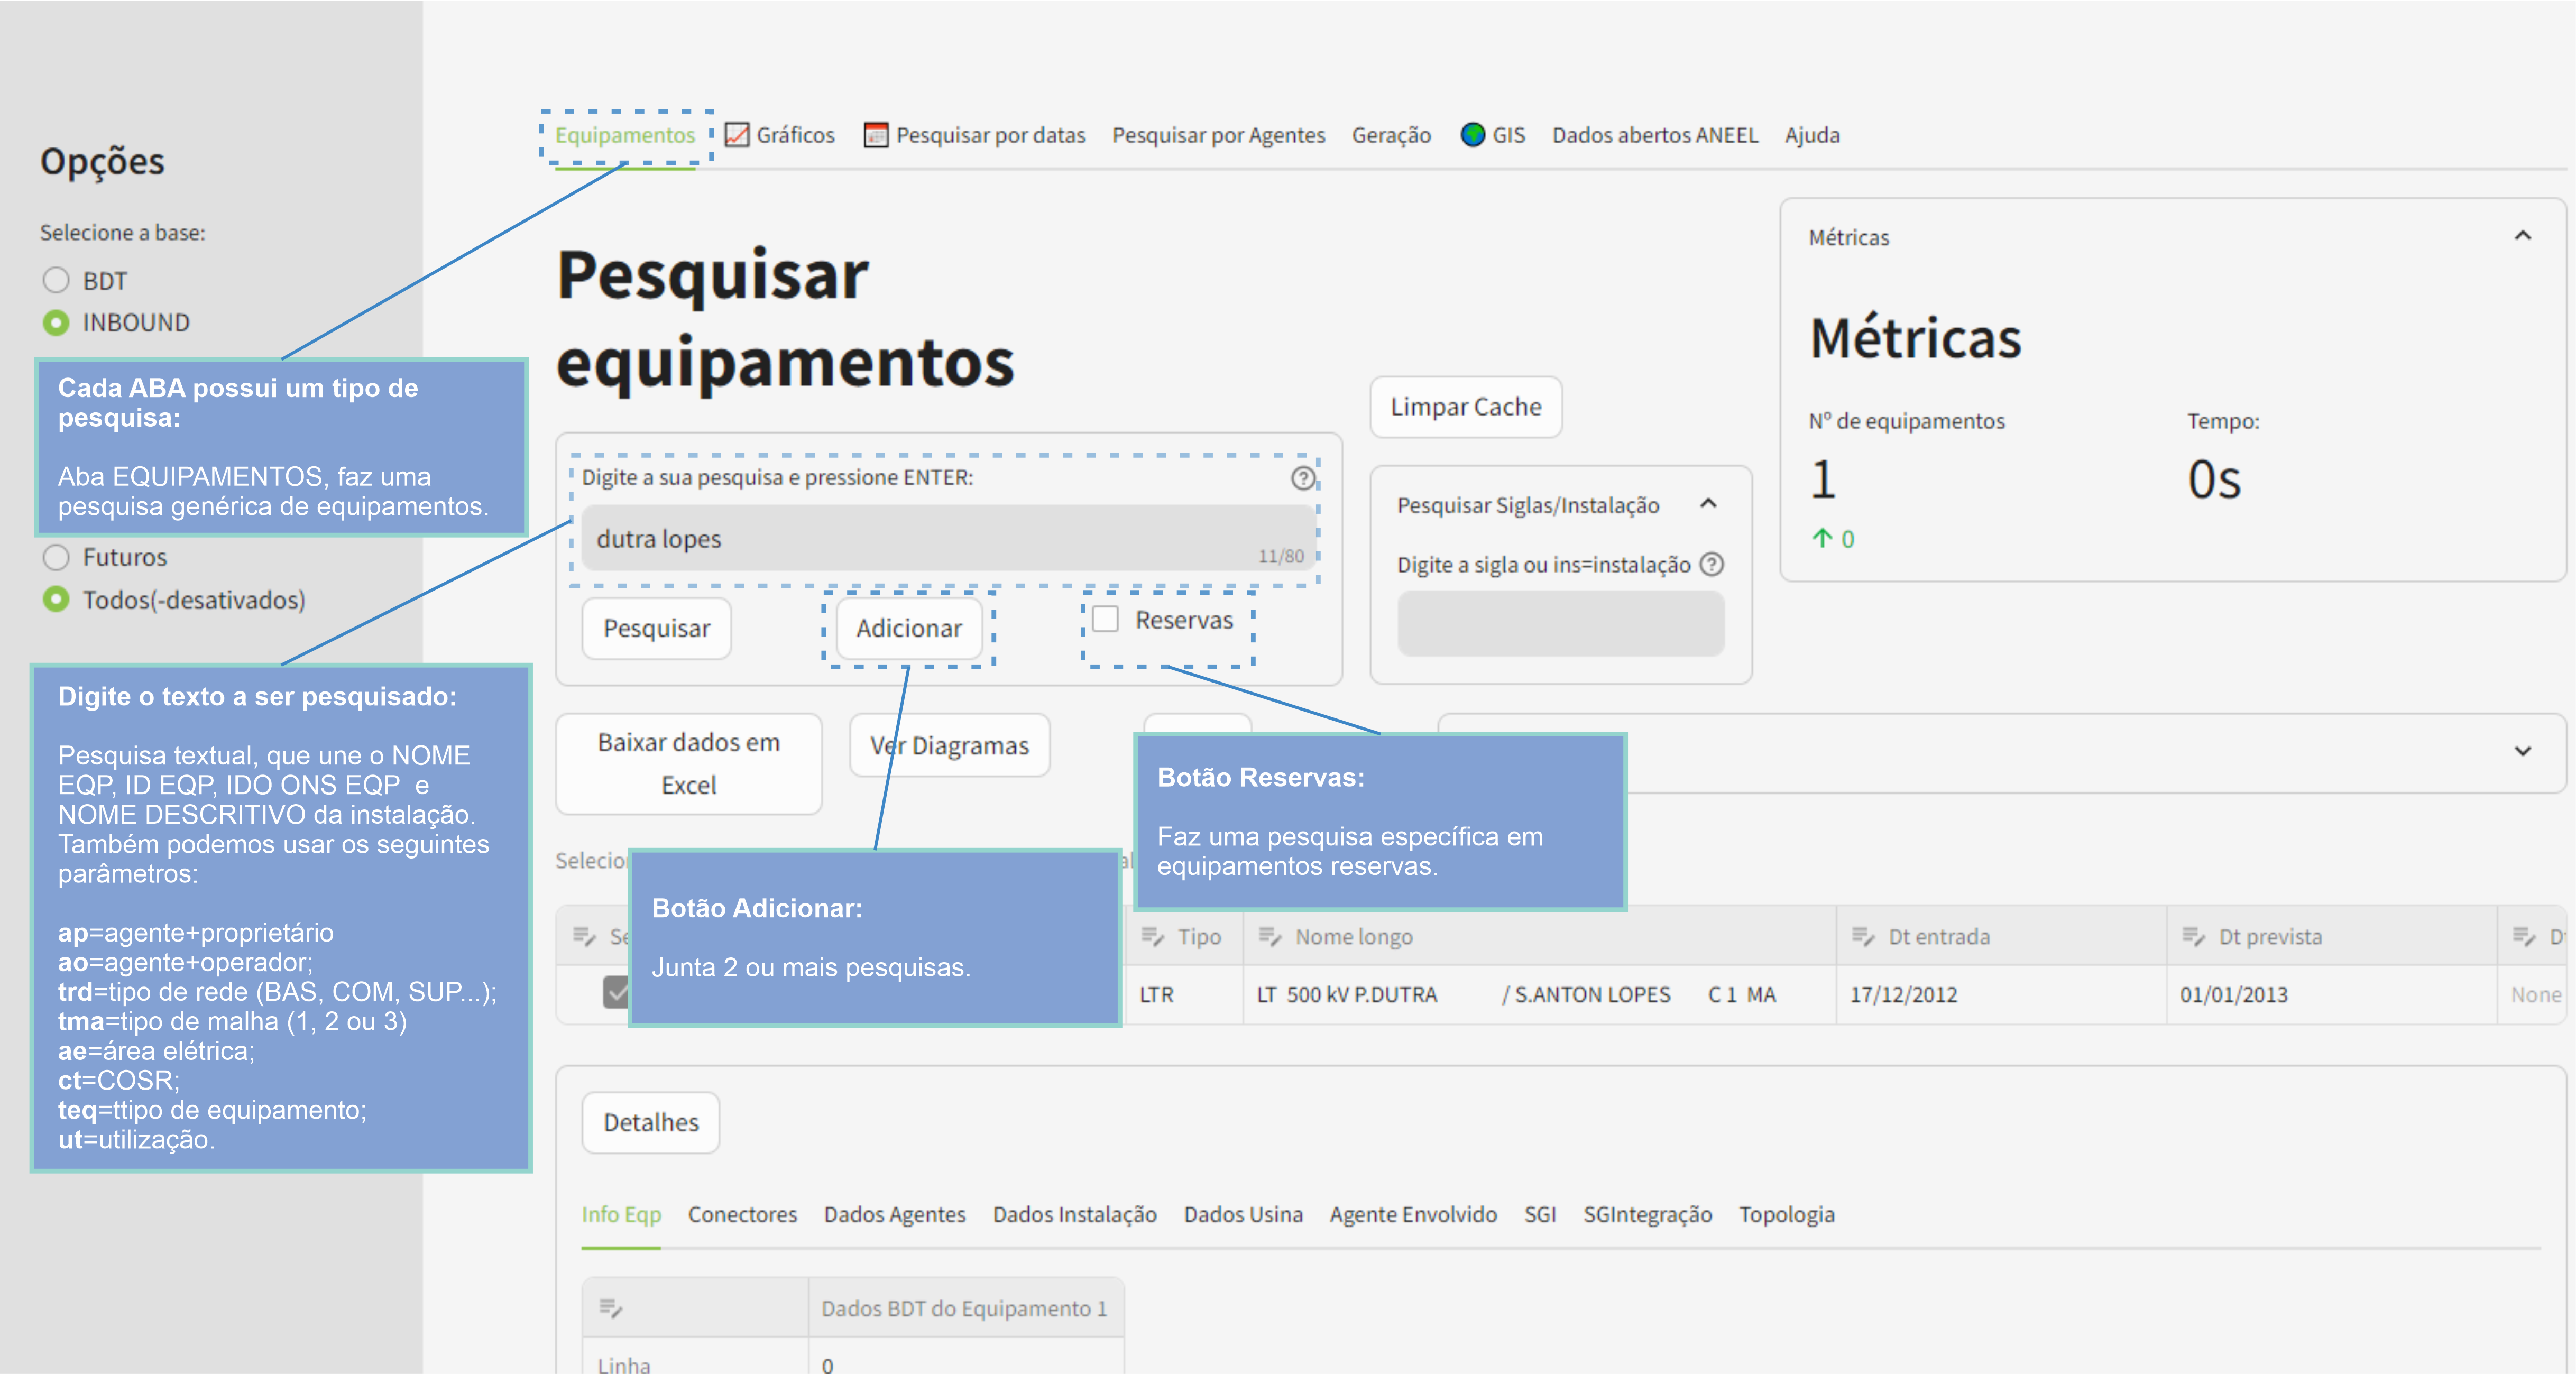 Equipamentos Gráficos Pesquisar por datas Pesquisar por Agentes Geração GIS Dados abertos ANEEL Ajuda
Opções
Selecione a base:
BDT
INBOUND
Cada ABA possui um tipo de
pesquisa:
Aba EQUIPAMENTOS, faz uma
pesquisa genérica de equipamentos.
Futuros
Todos(-desativados)
Digite o texto a ser pesquisado:
Pesquisa textual, que une o NOME
EQP, ID EQP, IDO ONS EQP e
NOME DESCRITIVO da instalação.
Também podemos usar os seguintes
parâmetros:
ap=agente+proprietário
ao=agente+operador;
trd=tipo de rede (BAS, COM, SUP...);
tma=tipo de malha (1, 2 ou 3)
ae=área elétrica;
ct=COSR;
teq=ttipo de equipamento;
ut=utilização.
Pesquisar
equipamentos
Digite a sua pesquisa e pressione ENTER:
dutra lopes
11/80
Pesquisar Adicionar Reservas
Limpar Cache
Pesquisar Siglas/Instalação
Digite a sigla ou ins=instalação
Métricas
Métricas
Nº de equipamentos Tempo:
1 0s
0
Baixar dados em
Excel
Ver Diagramas
Botão Reservas:
Faz uma pesquisa específica em
equipamentos reservas.
Botão Adicionar:
Junta 2 ou mais pesquisas.
Tipo Nome longo Dt entrada Dt prevista
LTR LT 500 kV P.DUTRA / S.ANTON LOPES C 1 MA 17/12/2012 01/01/2013 None
Detalhes
Info Eqp Conectores Dados Agentes Dados Instalação Dados Usina Agente Envolvido SGI SGIntegração Topologia
Dados BDT do Equipamento 1
Linha 0